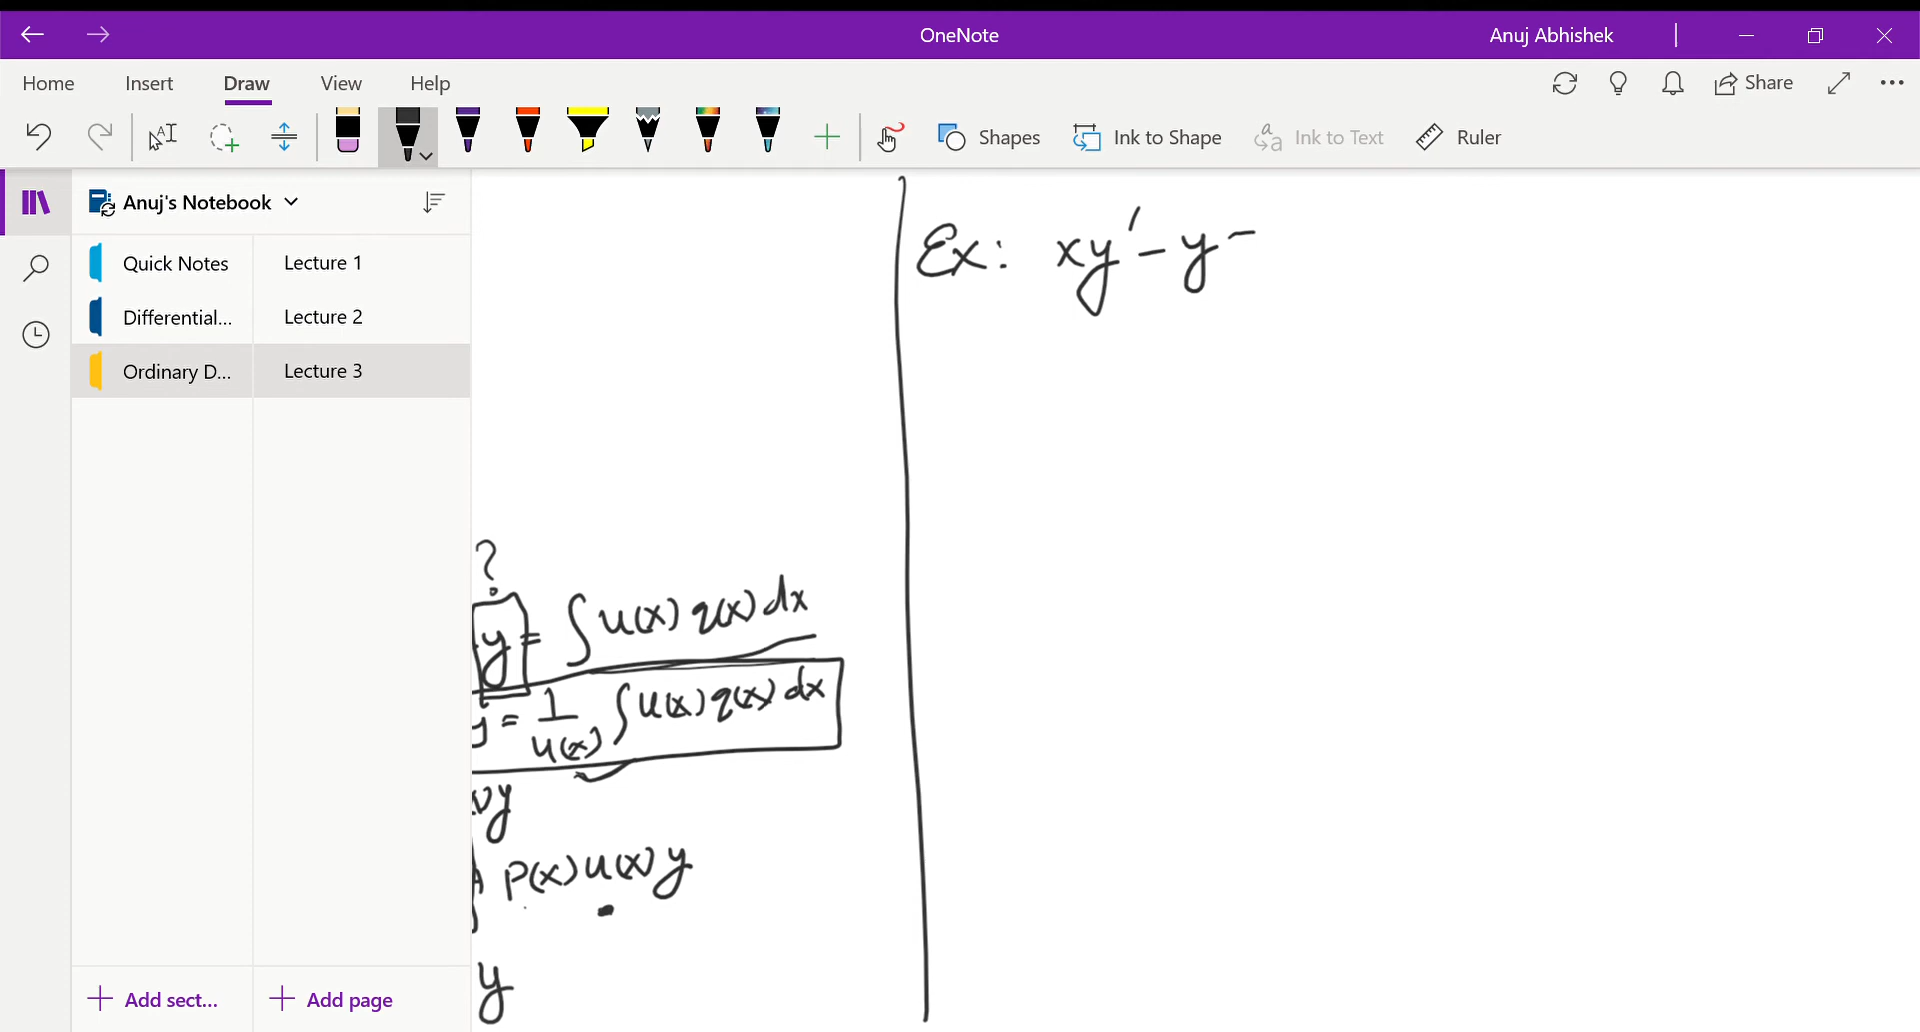 OneNote
Anuj Abhishek
Home Insert Draw View Help
Share
Shapes Ink to Shape Ink to Text Ruler
Anuj's Notebook
Quick Notes
Differential...
Ordinary D...
Lecture 1
Lecture 2
Lecture 3
Add sect...
Add page
?
y = ∫ u(x) q(x) dx
y = 1/u(x) ∫ u(x) q(x) dx
y
p(x) u(x) y
y
Ex: xy' - y -